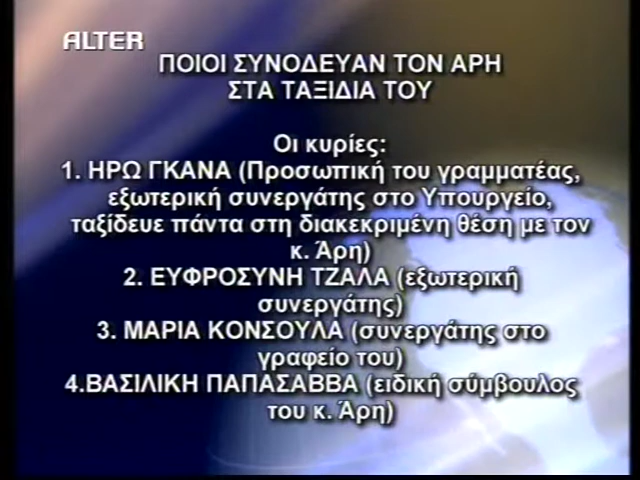 ALTER
ΠΟΙΟΙ ΣΥΝΟΔΕΥΑΝ ΤΟΝ ΑΡΗ
ΣΤΑ ΤΑΞΙΔΙΑ ΤΟΥ
Οι κυρίες:
1. ΗΡΩ ΓΚΑΝΑ (Προσωπική του γραμματέας,
εξωτερική συνεργάτης στο Υπουργείο,
ταξίδευε πάντα στη διακεκριμένη θέση με τον
κ. Άρη)
2. ΕΥΦΡΟΣΥΝΗ ΤΖΑΛΑ (εξωτερική
συνεργάτης)
3. ΜΑΡΙΑ ΚΟΝΣΟΥΛΑ (συνεργάτης στο
γραφείο του)
4.ΒΑΣΙΛΙΚΗ ΠΑΠΑΣΑΒΒΑ (ειδική σύμβουλος
του κ. Άρη)